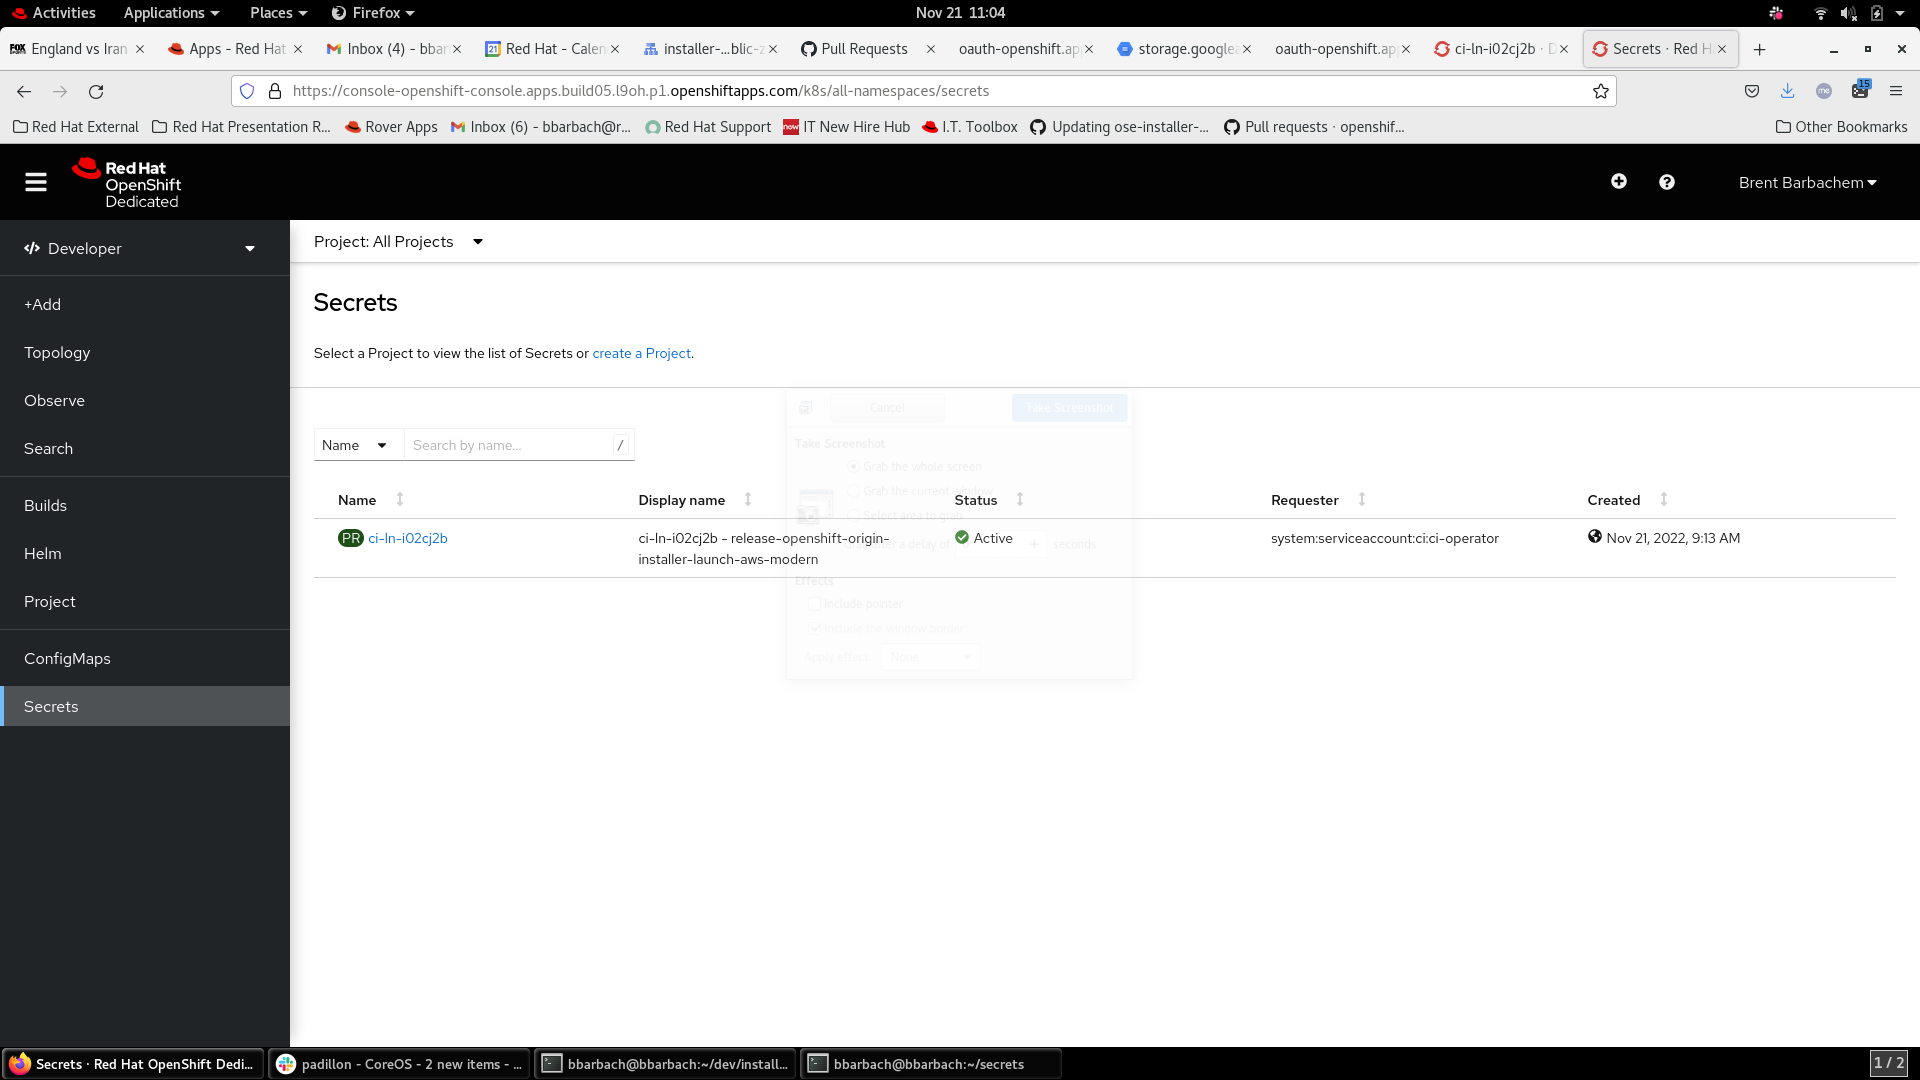 Activities Applications Places Firefox Nov 21 11:04
England vs Iran Apps - Red Hat Inbox (4) - bbar Red Hat - Calen installer-...blic-z Pull Requests oauth-openshift.ap storage.googlea oauth-openshift.ap ci-ln-i02cj2b · D Secrets · Red H
https://console-openshift-console.apps.build05.l9oh.p1.openshiftapps.com/k8s/all-namespaces/secrets
me 15
Red Hat External Red Hat Presentation R... Rover Apps Inbox (6) - bbarbach@r... Red Hat Support IT New Hire Hub I.T. Toolbox Updating ose-installer-... Pull requests · openshif... Other Bookmarks
Red Hat
OpenShift
Dedicated
Brent Barbachem
Developer
+Add
Topology
Observe
Search
Builds
Helm
Project
ConfigMaps
Secrets
Project: All Projects
Secrets
Select a Project to view the list of Secrets or create a Project.
Cancel Take Screenshot
Take Screenshot
Grab the whole screen
Grab the current window
Select area to grab
after a delay of + seconds
Effects
Include pointer
Include the window border
Apply effect: None
Name Search by name... /
Name Display name Status Requester Created
PR ci-ln-i02cj2b ci-ln-i02cj2b - release-openshift-origin- Active system:serviceaccount:ci:ci-operator Nov 21, 2022, 9:13 AM
installer-launch-aws-modern
Secrets · Red Hat OpenShift Dedi... padillon - CoreOS - 2 new items - ... bbarbach@bbarbach:~/dev/install... bbarbach@bbarbach:~/secrets 1 / 2